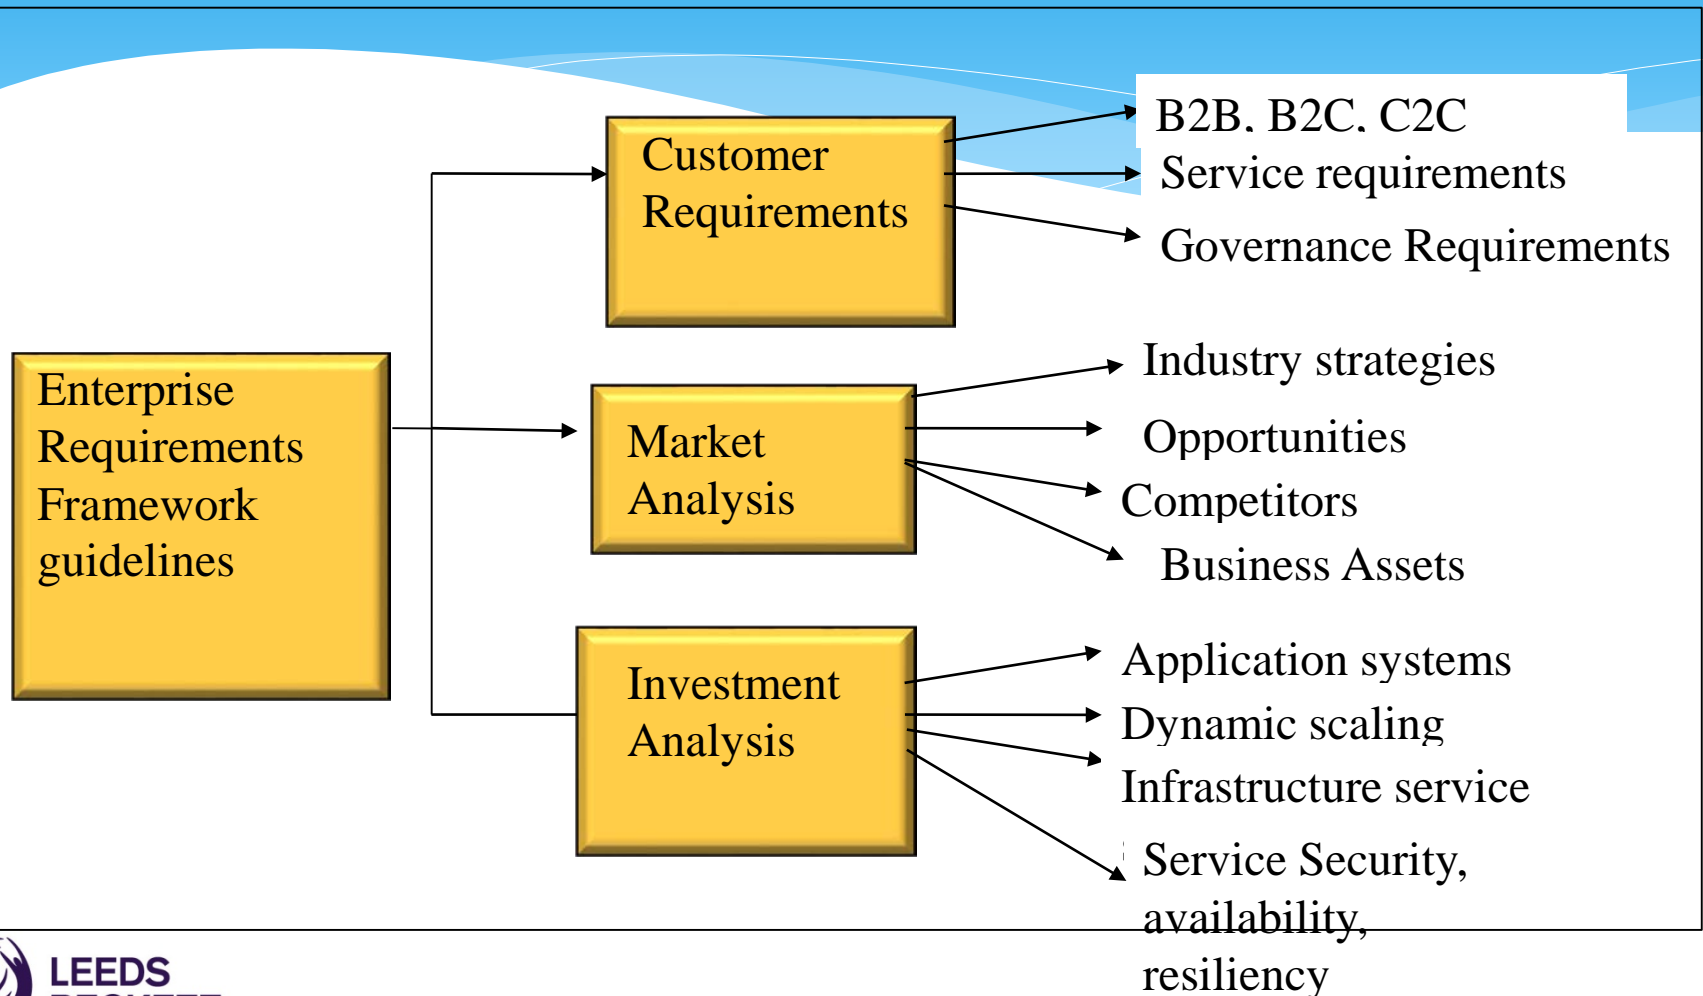 B2B, B2C, C2C
Customer
Requirements
Service requirements
Governance Requirements
Enterprise
Requirements
Framework
guidelines
Market
Analysis
Industry strategies
Opportunities
Competitors
Business Assets
Investment
Analysis
Application systems
Dynamic scaling
Infrastructure service
Service Security,
availability,
resiliency
LEEDS